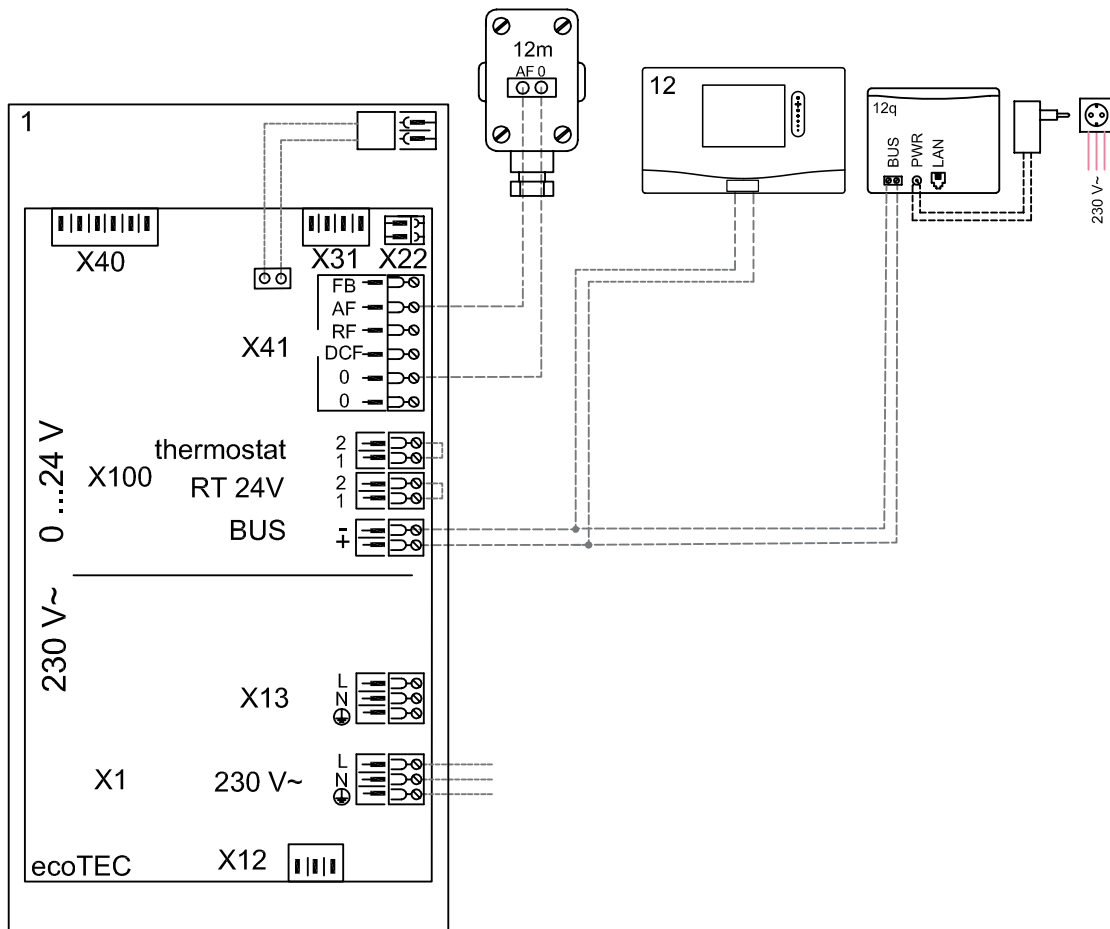 1
12m
AF 0
12
12q
BUS
PWR
LAN
230 V~
X40
X31
X22
X41
FB
AF
RF
DCF
0
0
0 ...24 V
X100
thermostat
2
1
RT 24V
2
1
BUS
-
+
230 V~
X13
L
N
X1
230 V~
L
N
ecoTEC
X12